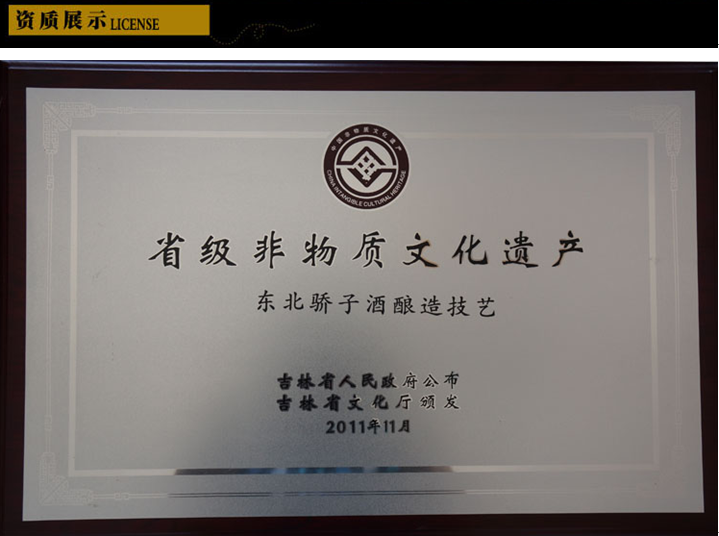 资质展示 LICENSE
中国非物质文化遗产
CHINA INTANGIBLE CULTURAL HERITAGE
省级非物质文化遗产
东北骄子酒酿造技艺
吉林省人民政府公布
吉林省文化厅颁发
2011年11月